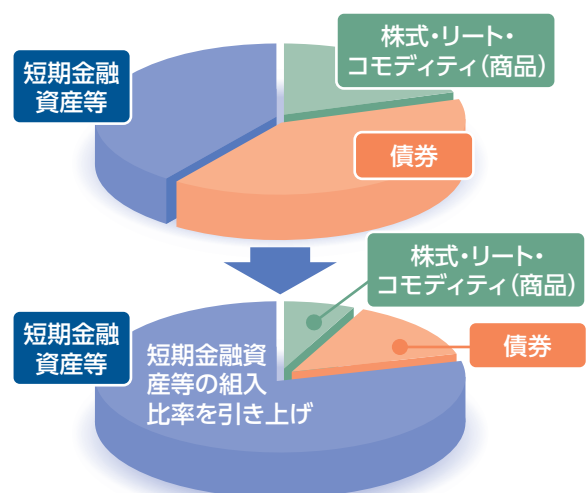 株式・リート・
コモディティ(商品)
短期金融
資産等
債券
株式・リート・
コモディティ(商品)
短期金融
資産等
債券
短期金融資
産等の組入
比率を引き上げ